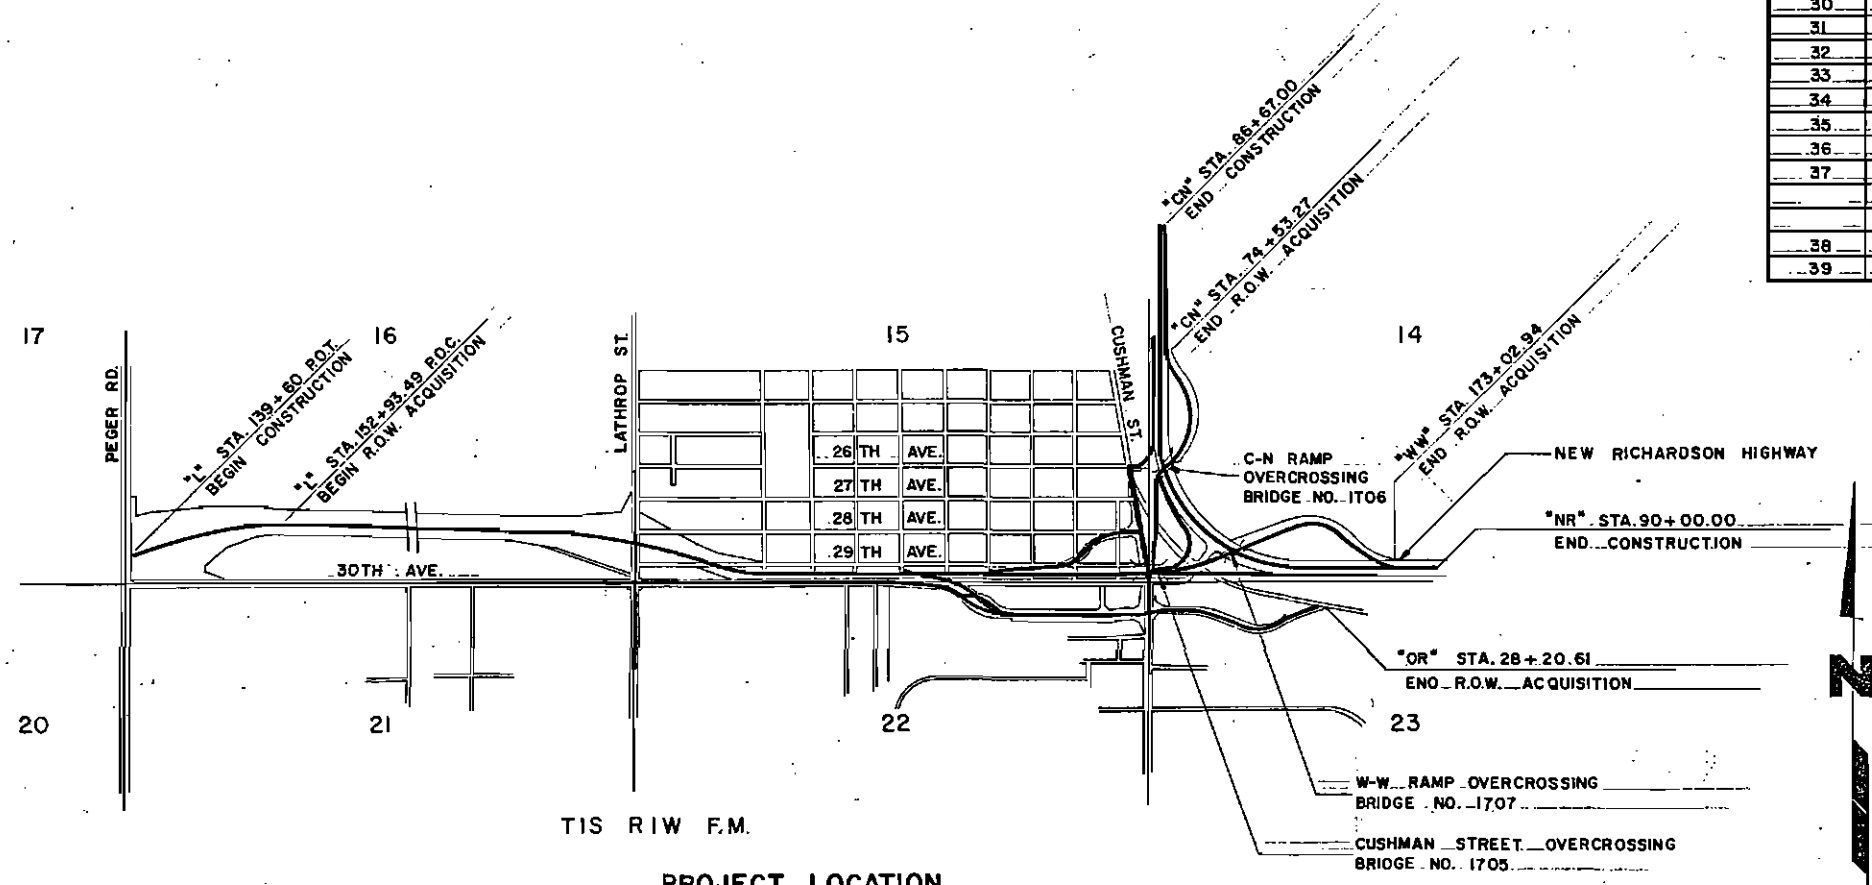 30
31
32
33
34
35
36
37
38
39
"CN" STA. 86+67.00
END CONSTRUCTION
"CN" STA. 74+53.27
END R.O.W. ACQUISITION
17
16
15
14
PEGER RD.
"L" STA. 139+60 P.O.T.
BEGIN CONSTRUCTION
"L" STA. 152+93.49 P.O.C.
BEGIN R.O.W. ACQUISITION
LATHROP ST.
CUSHMAN ST.
"WW" STA. 173+02.94
END R.O.W. ACQUISITION
26 TH AVE.
27 TH AVE.
28 TH AVE.
29 TH AVE.
30TH AVE.
C-N RAMP
OVERCROSSING
BRIDGE NO. 1706
NEW RICHARDSON HIGHWAY
"NR" STA. 90+00.00
END CONSTRUCTION
"OR" STA. 28+20.61
END R.O.W. ACQUISITION
N
20
21
22
23
W-W RAMP OVERCROSSING
BRIDGE NO. 1707
CUSHMAN STREET OVERCROSSING
BRIDGE NO. 1705
T1S R1W F.M.
PROJECT LOCATION